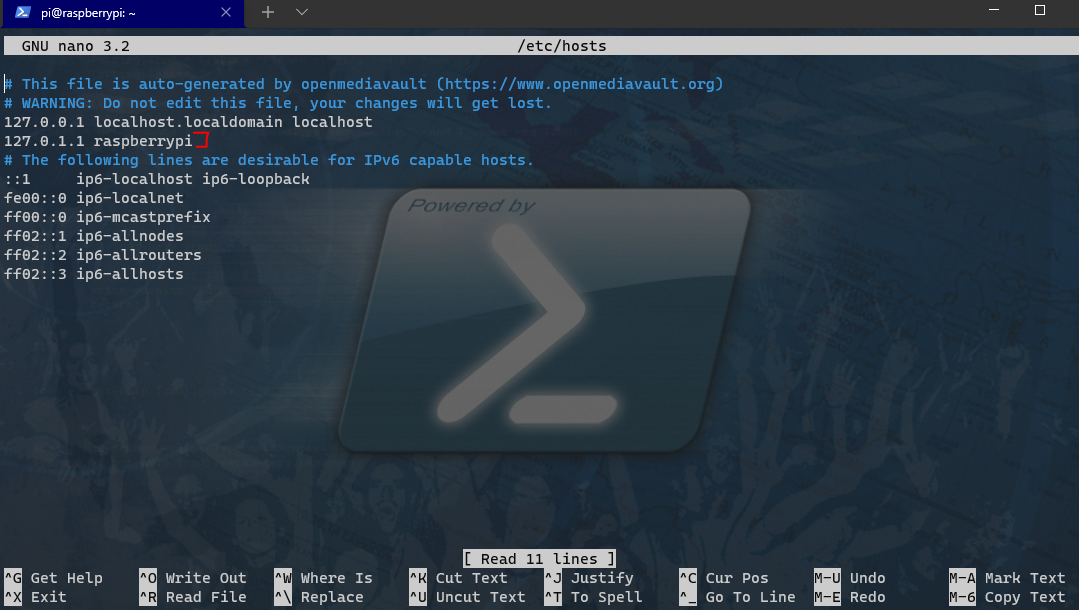 pi@raspberrypi: ~
GNU nano 3.2 /etc/hosts
# This file is auto-generated by openmediavault (https://www.openmediavault.org)
# WARNING: Do not edit this file, your changes will get lost.
127.0.0.1 localhost.localdomain localhost
127.0.1.1 raspberrypi
# The following lines are desirable for IPv6 capable hosts.
::1     ip6-localhost ip6-loopback
fe00::0 ip6-localnet
ff00::0 ip6-mcastprefix
ff02::1 ip6-allnodes
ff02::2 ip6-allrouters
ff02::3 ip6-allhosts
Powered by
[ Read 11 lines ]
^G Get Help ^O Write Out ^W Where Is ^K Cut Text ^J Justify ^C Cur Pos M-U Undo M-A Mark Text
^X Exit ^R Read File ^\ Replace ^U Uncut Text ^T To Spell ^_ Go To Line M-E Redo M-6 Copy Text